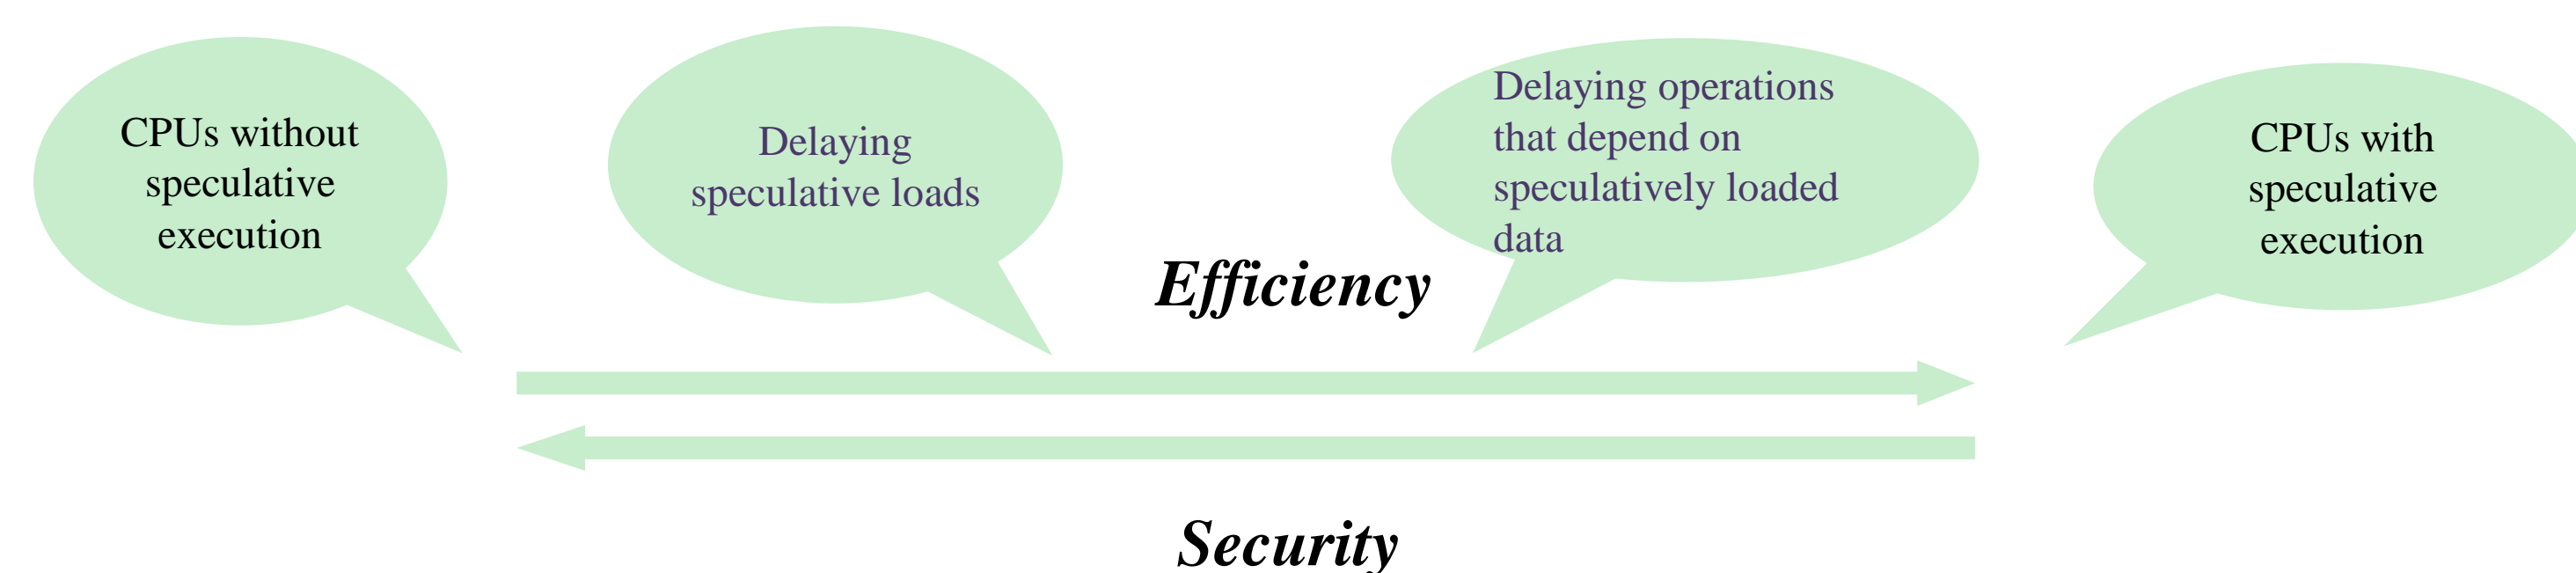 CPUs without
speculative
execution
Delaying
speculative loads
Delaying operations
that depend on
speculatively loaded
data
CPUs with
speculative
execution
Efficiency
Security